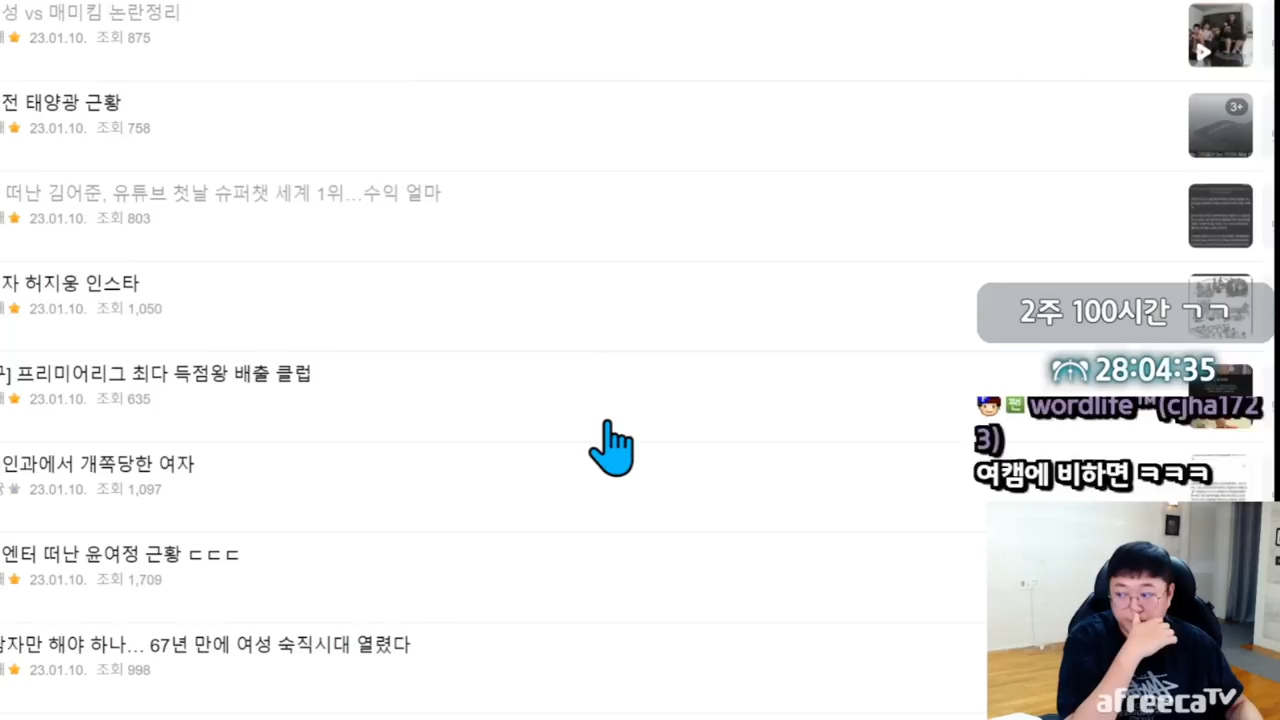 성 vs 매미킴 논란정리
23.01.10. 조회 875
전 태양광 근황
3+
23.01.10. 조회 758
떠난 김어준, 유튜브 첫날 슈퍼챗 세계 1위...수익 얼마
23.01.10. 조회 803
자 허지웅 인스타
23.01.10. 조회 1,050
2주 100시간 ㄱㄱ
28:04:35
] 프리미어리그 최다 득점왕 배출 클럽
23.01.10. 조회 635
팬 wordlife™(cjha172
3)
여캠에 비하면 ㅋㅋㅋ
인과에서 개쪽당한 여자
23.01.10. 조회 1,097
엔터 떠난 윤여정 근황 ㄷㄷㄷ
23.01.10. 조회 1,709
남자만 해야 하나... 67년 만에 여성 숙직시대 열렸다
23.01.10. 조회 998
afreecaTV